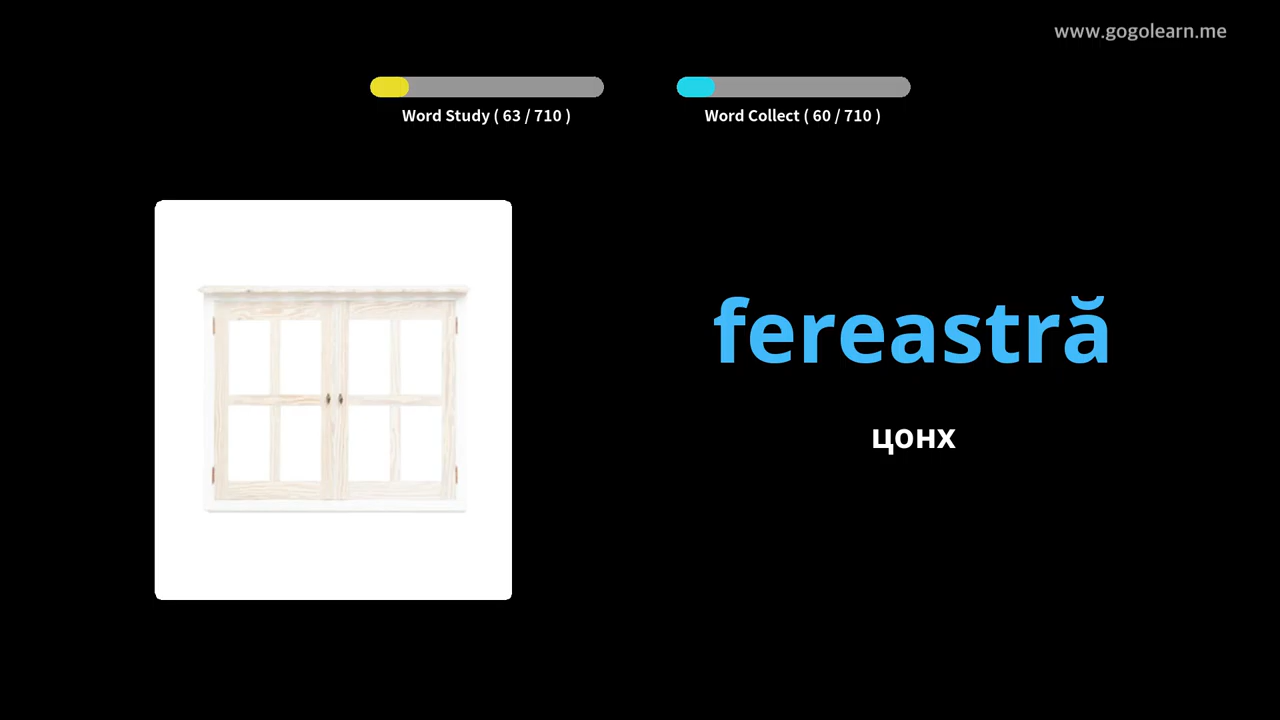 www.gogolearn.me
Word Study ( 63 / 710 )
Word Collect ( 60 / 710 )
fereastră
цонх